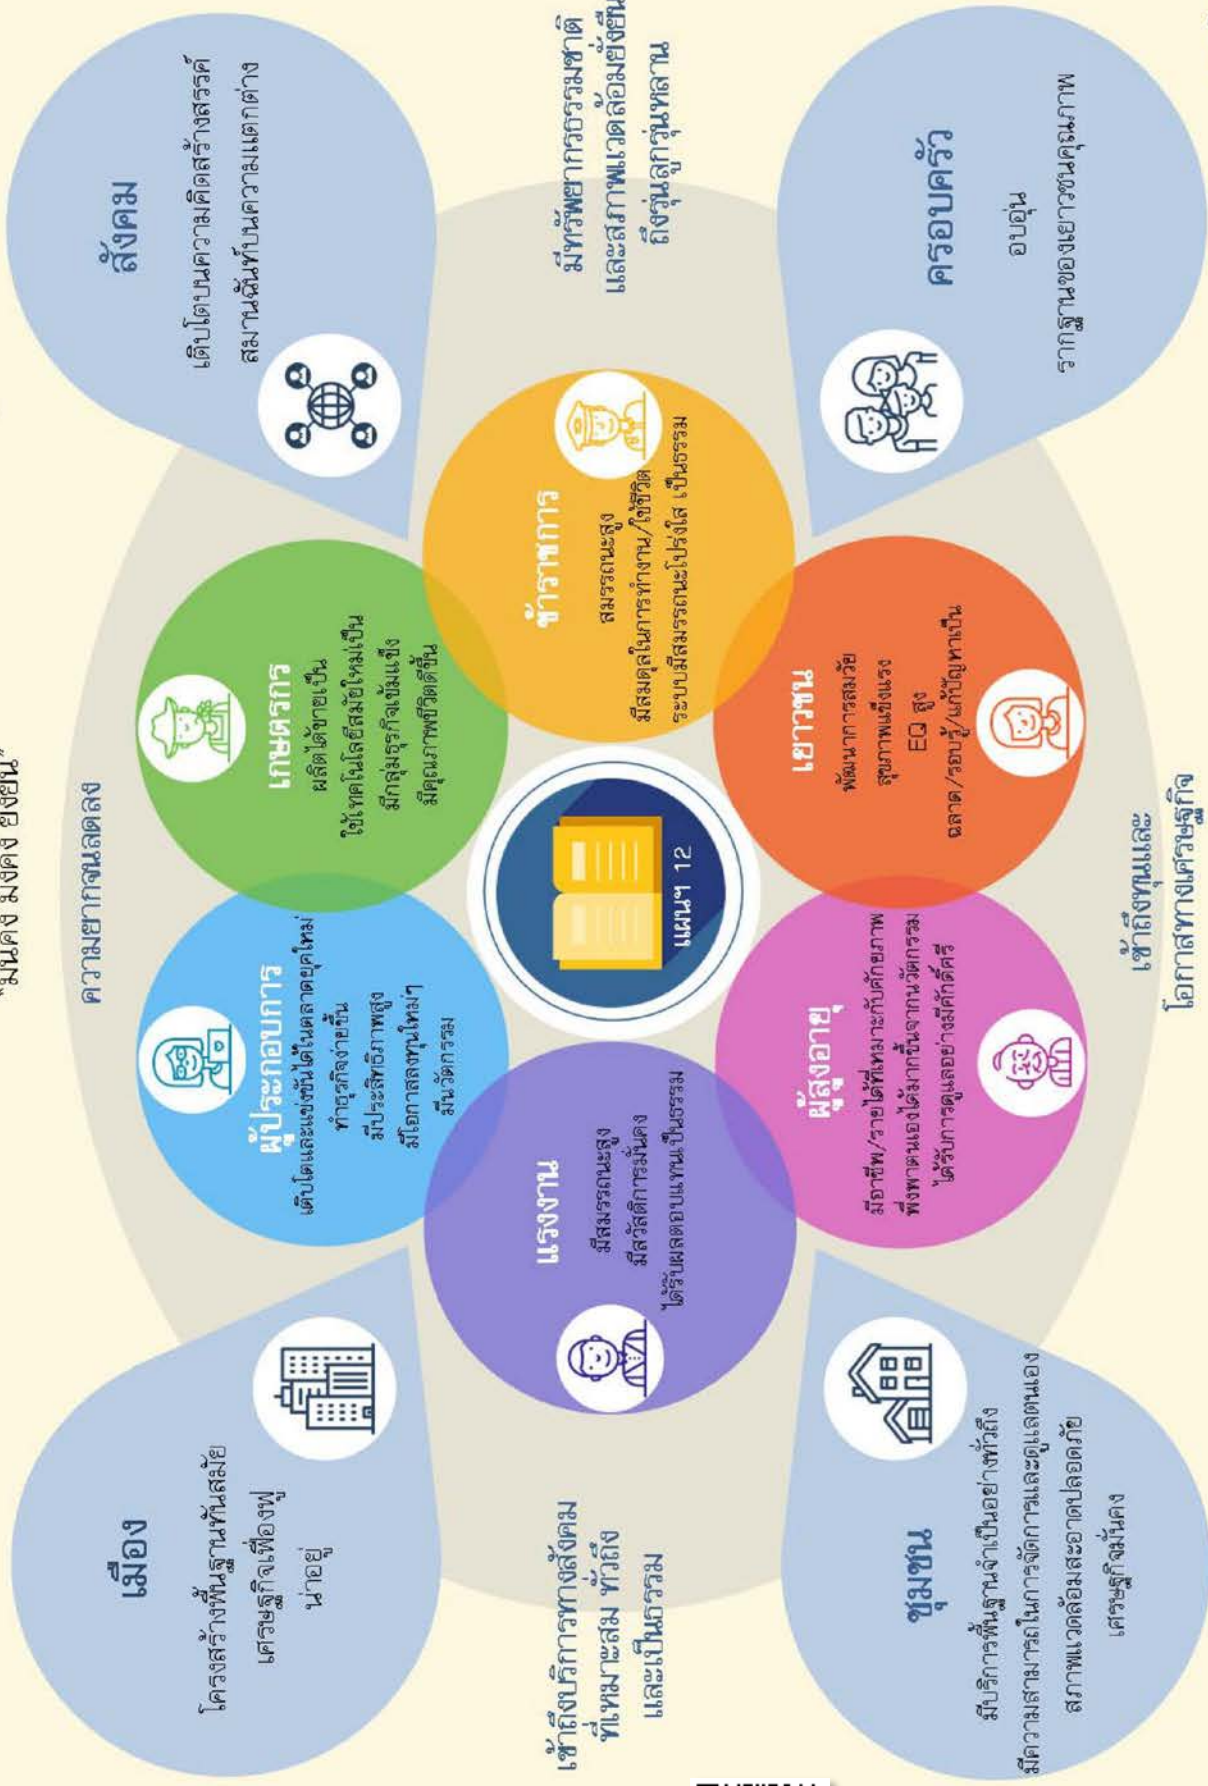 “มั่นคง มั่งคั่ง ยั่งยืน”
ความยากจนลดลง
เมือง
โครงสร้างพื้นฐานทันสมัย
เศรษฐกิจเฟื่องฟู
น่าอยู่
สังคม
เติบโตบนความคิดสร้างสรรค์
สมานฉันท์บนความแตกต่าง
ผู้ประกอบการ
เติบโตและแข่งขันได้ในตลาดยุคใหม่
ทำธุรกิจง่ายขึ้น
มีประสิทธิภาพสูง
มีโอกาสลงทุนใหม่ๆ
มีนวัตกรรม
เกษตรกร
ผลิตได้ขายเป็น
ใช้เทคโนโลยีสมัยใหม่เป็น
มีกลุ่มธุรกิจเข้มแข็ง
มีคุณภาพชีวิตดีขึ้น
เข้าถึงบริการทางสังคม
ที่เหมาะสม ทั่วถึง
และเป็นธรรม
แรงงาน
มีสมรรถนะสูง
มีสวัสดิการมั่นคง
ได้รับผลตอบแทนเป็นธรรม
แผนฯ 12
ข้าราชการ
สมรรถนะสูง
มีสมดุลในการทำงาน/ใช้ชีวิต
ระบบมีสมรรถนะโปร่งใส เป็นธรรม
มีทรัพยากรธรรมชาติ
และสภาพแวดล้อมยั่งยืน
ถึงรุ่นลูกรุ่นหลาน
ผู้สูงอายุ
มีอาชีพ/รายได้ที่เหมาะกับศักยภาพ
พึ่งพาตนเองได้มากขึ้นจากนวัตกรรม
ได้รับการดูแลอย่างมีศักดิ์ศรี
เยาวชน
พัฒนาการสมวัย
สุขภาพแข็งแรง
EQ สูง
ฉลาด/รอบรู้/แก้ปัญหาเป็น
ชุมชน
มีบริการพื้นฐานจำเป็นอย่างทั่วถึง
มีความสามารถในการจัดการและดูแลตนเอง
สภาพแวดล้อมสะอาดปลอดภัย
เศรษฐกิจมั่นคง
ครอบครัว
อบอุ่น
รากฐานของเยาวชนคุณภาพ
เข้าถึงทุนและ
โอกาสทางเศรษฐกิจ